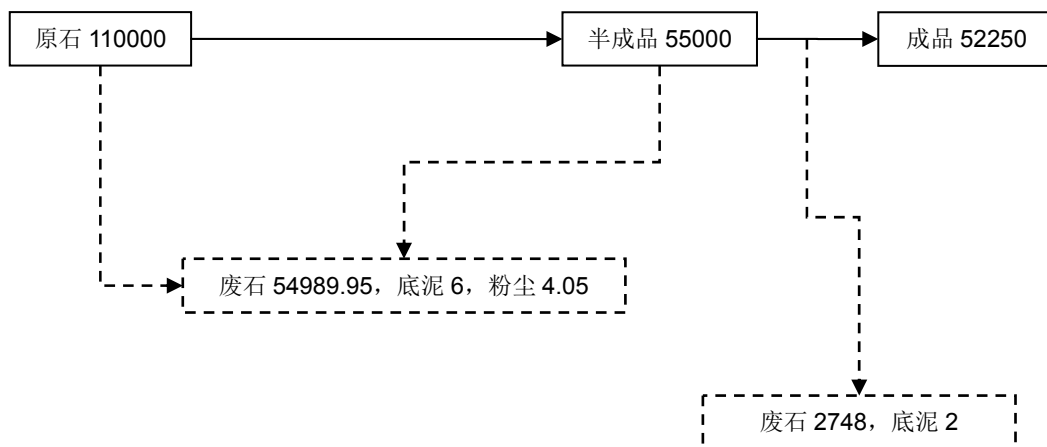 原石 110000
半成品 55000
成品 52250
废石 54989.95，底泥 6，粉尘 4.05
废石 2748，底泥 2